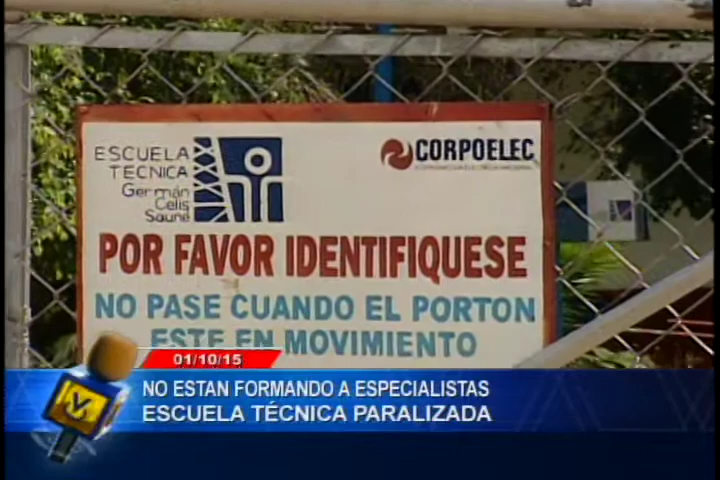 ESCUELA
TECNICA
Germán
Celis
Sauné
CORPOELEC
POR FAVOR IDENTIFIQUESE
NO PASE CUANDO EL PORTON
ESTE EN MOVIMIENTO
01/10/15
NO ESTAN FORMANDO A ESPECIALISTAS
ESCUELA TÉCNICA PARALIZADA